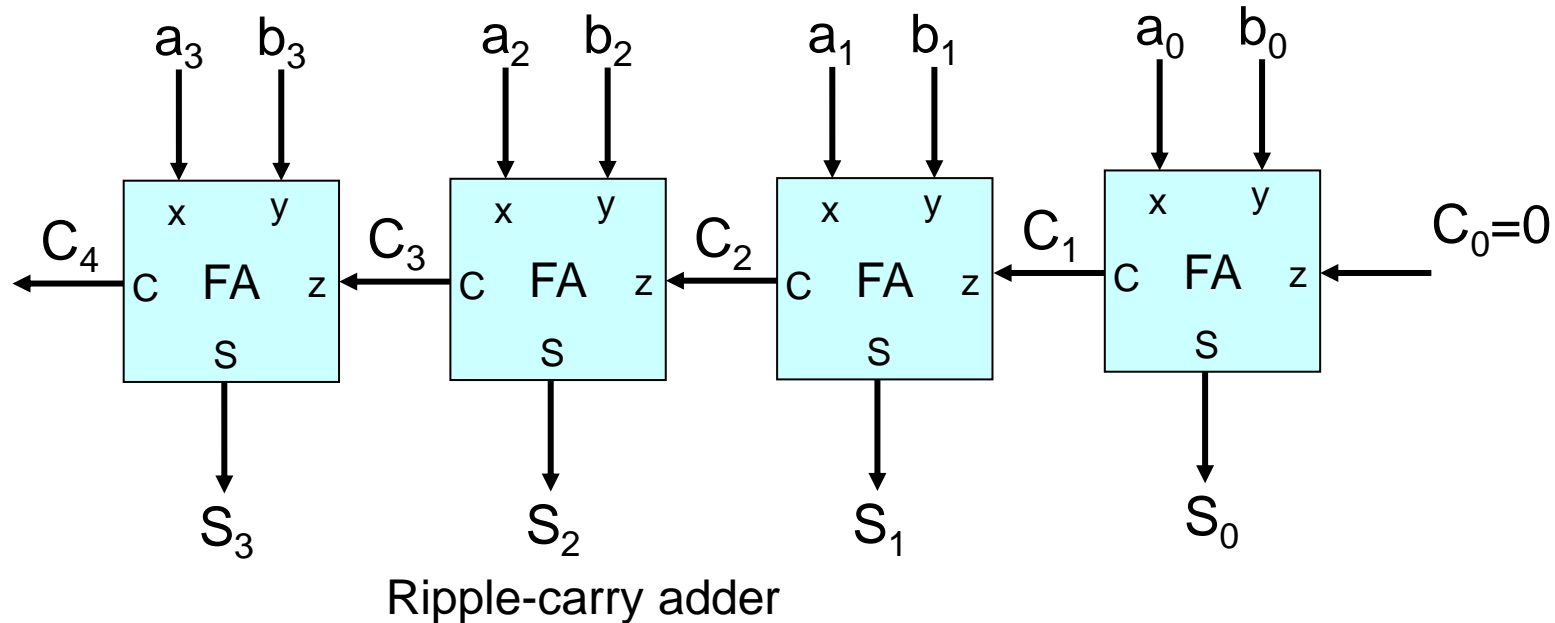 a₃ b₃ a₂ b₂ a₁ b₁ a₀ b₀
x y x y x y x y
C₄ C₃ C₂ C₁ C₀=0
C FA z C FA z C FA z C FA z
S S S S
S₃ S₂ S₁ S₀
Ripple-carry adder